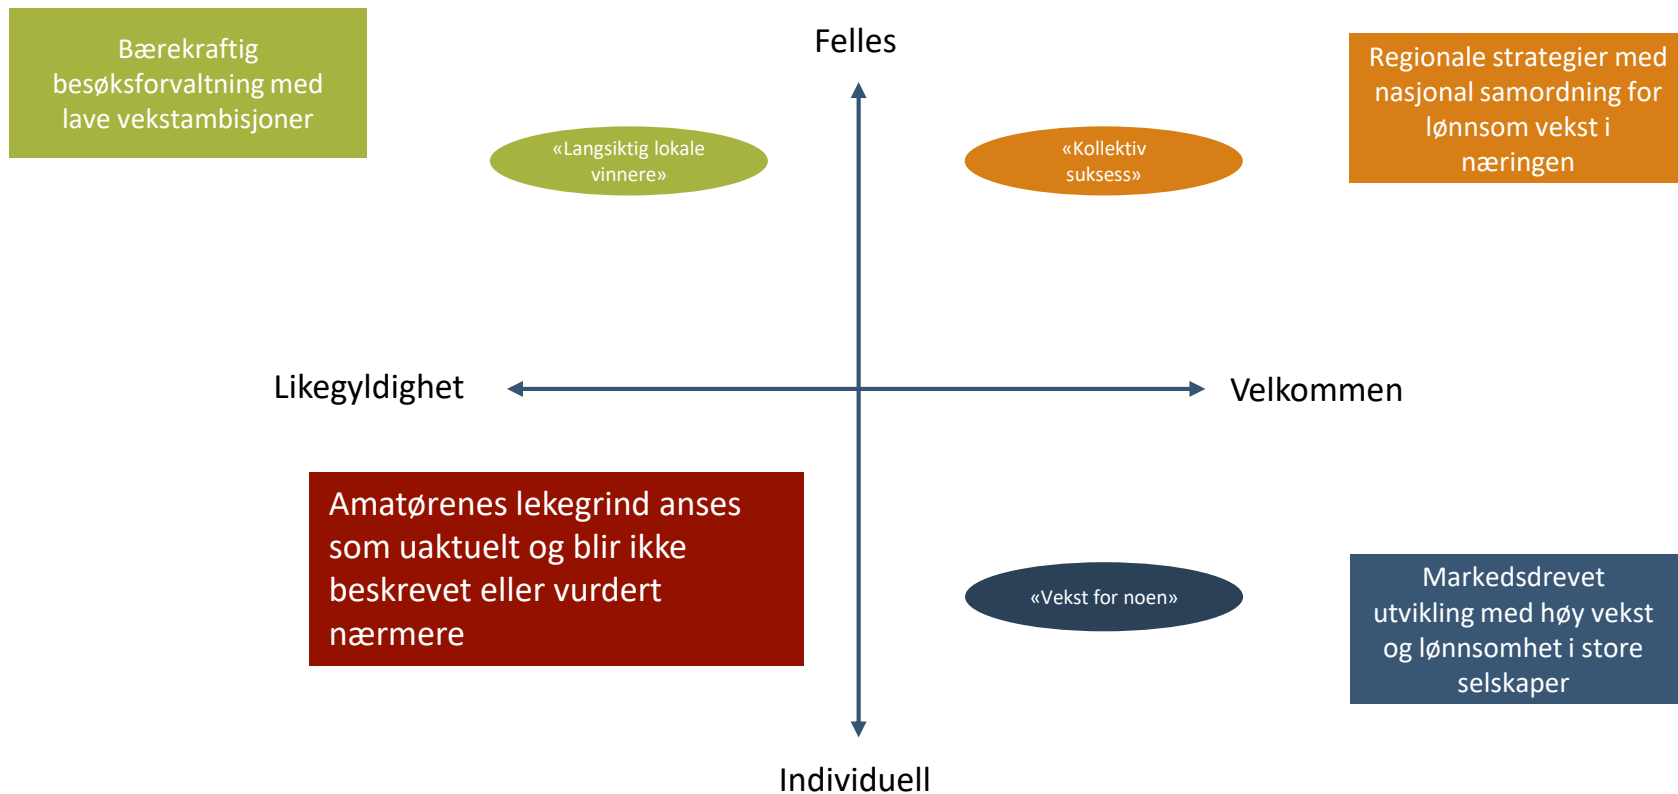 Bærekraftig
besøksforvaltning med
lave vekstambisjoner
Felles
Regionale strategier med
nasjonal samordning for
lønnsom vekst i
næringen
«Langsiktig lokale
vinnere»
«Kollektiv
suksess»
Likegyldighet
Velkommen
Amatørenes lekegrind anses
som uaktuelt og blir ikke
beskrevet eller vurdert
nærmere
«Vekst for noen»
Markedsdrevet
utvikling med høy vekst
og lønnsomhet i store
selskaper
Individuell